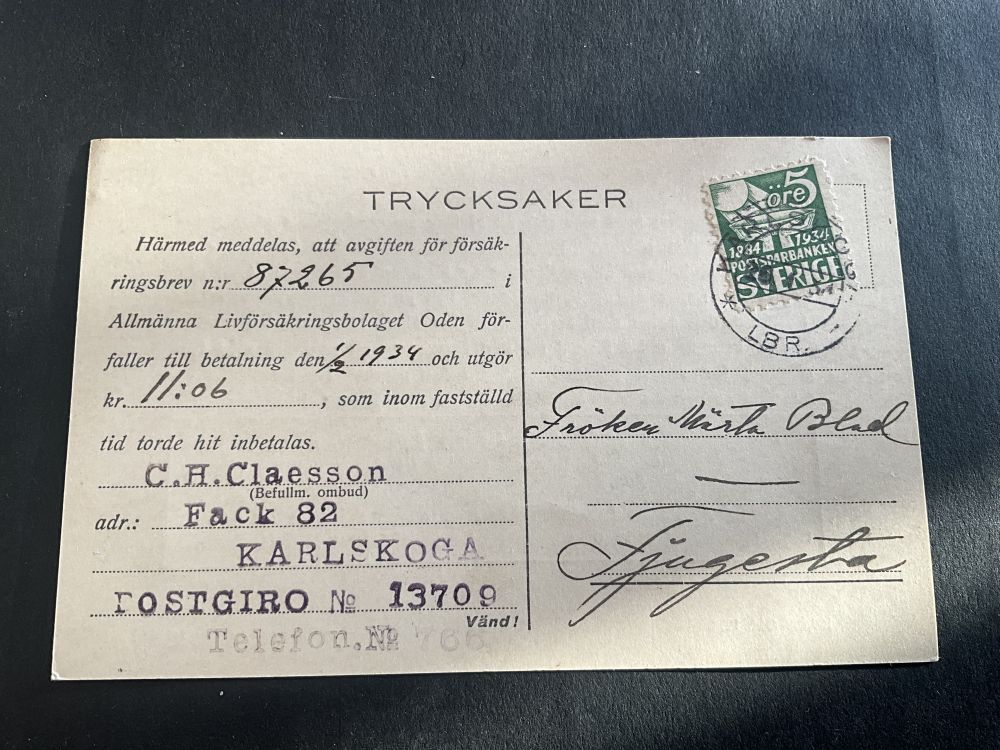 TRYCKSAKER
Härmed meddelas, att avgiften för försäk-
ringsbrev n:r 87265 i
Allmänna Livförsäkringsbolaget Oden för-
faller till betalning den 1/2 1934 och utgör
kr. 11:06, som inom fastställd
tid torde hit inbetalas.
C.H.Claesson
(Befullm. ombud)
adr.: Fack 82
KARLSKOGA
POSTGIRO No 13709
Vänd!
Telefon.No 766
öre 5
1884 1934
POSTSPARBANKEN
SVERIGE
LBR.
Fröken Märta Blad
Fjugesta